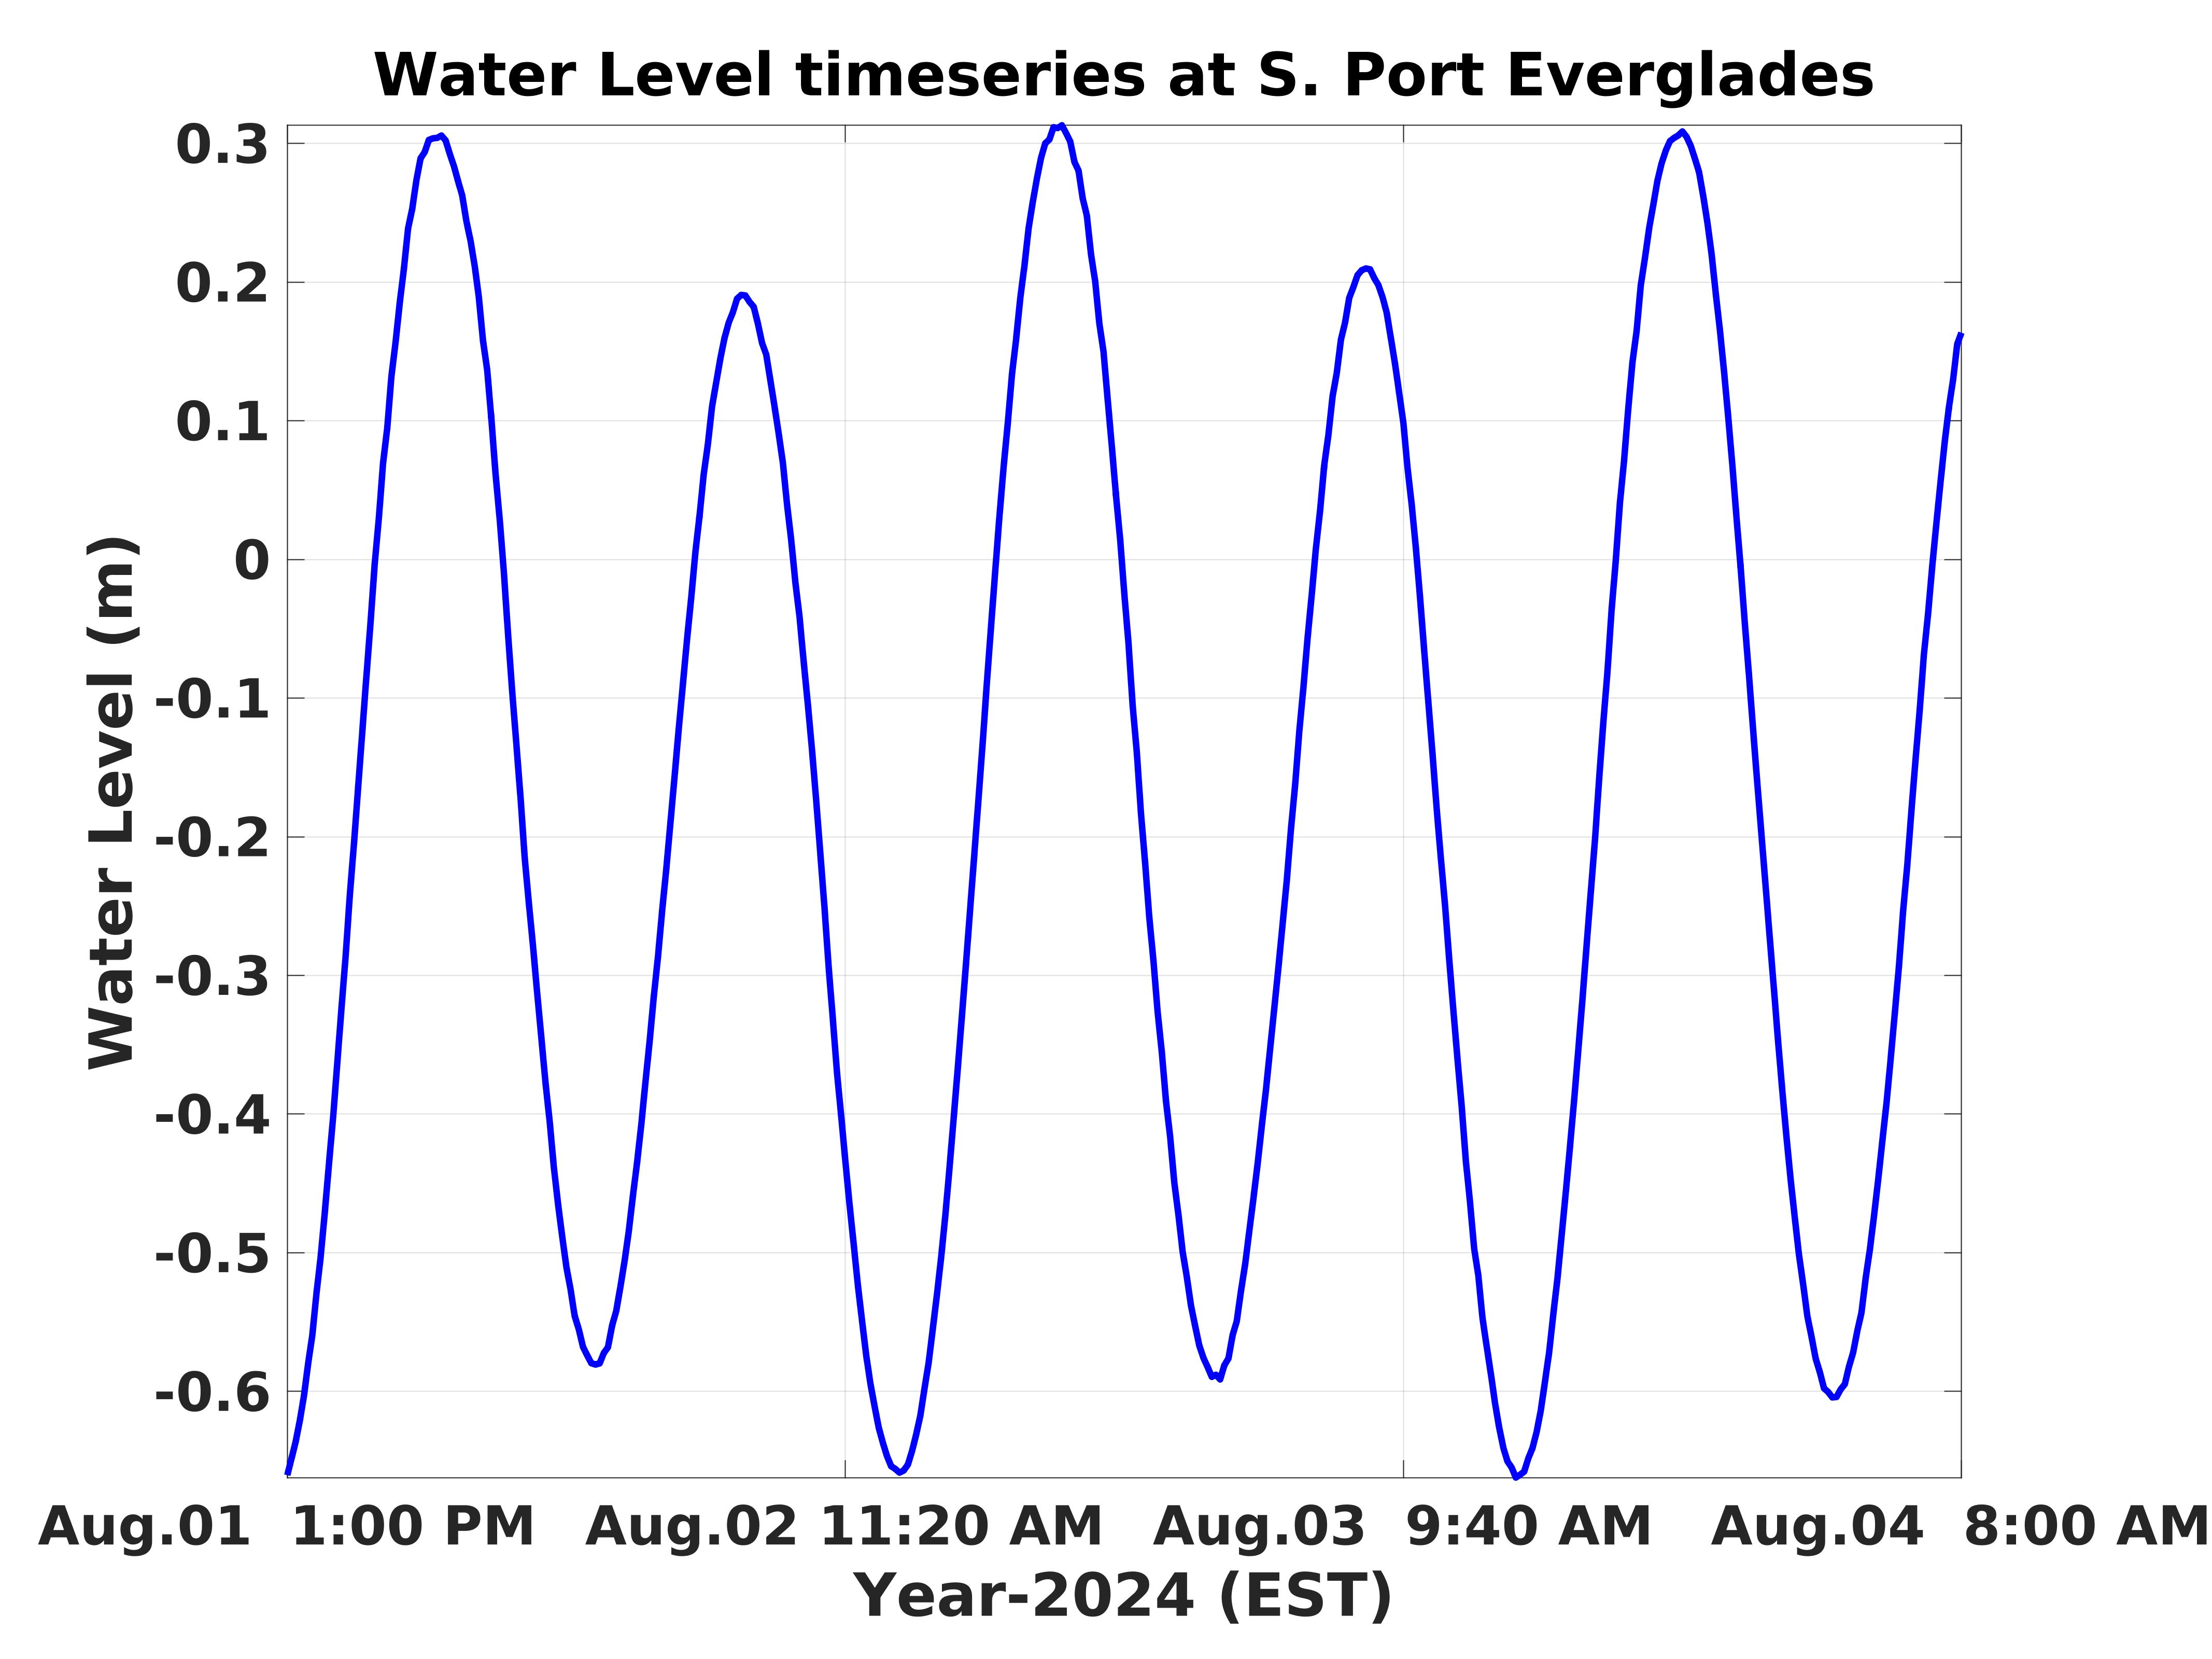 Water Level timeseries at S. Port Everglades
0.3
0.2
0.1
0
-0.1
-0.2
-0.3
-0.4
-0.5
-0.6
Water Level (m)
Aug.01 1:00 PM Aug.02 11:20 AM Aug.03 9:40 AM Aug.04 8:00 AM
Year-2024 (EST)